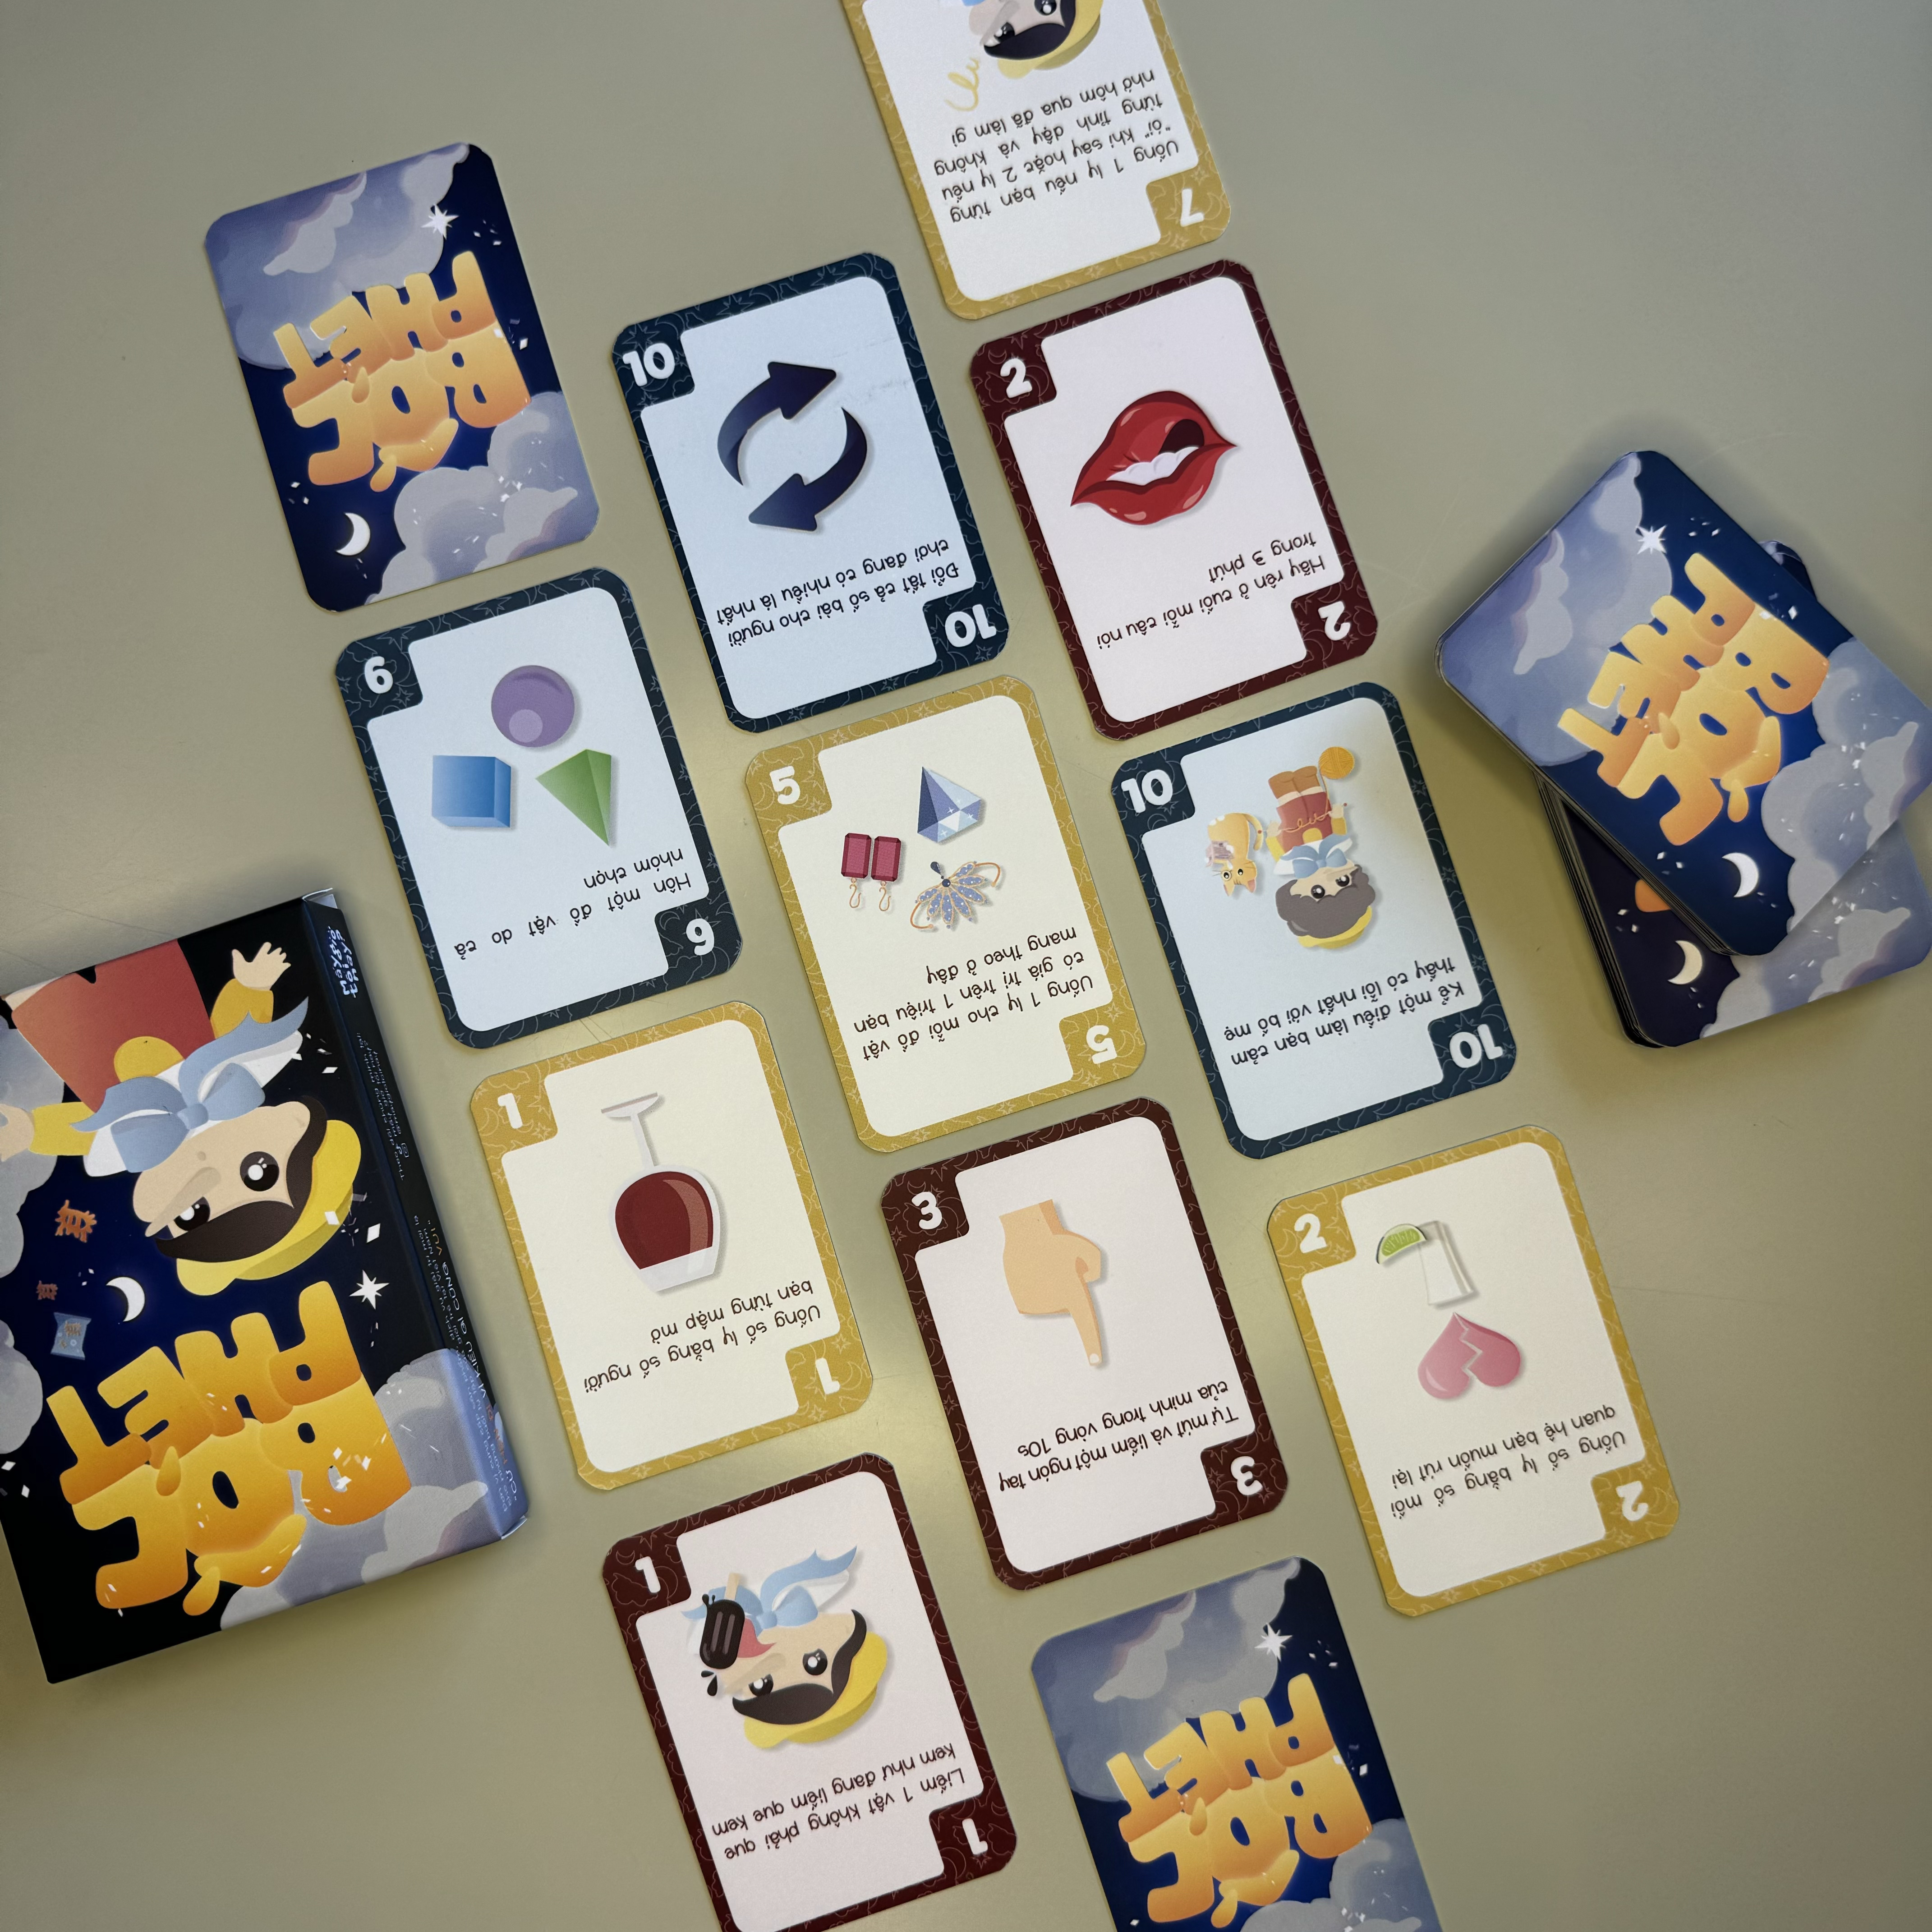 BỐC
PHÉT
7
Uống 1 ly nếu bạn từng
"ói" khi say hoặc 2 ly nếu
từng tỉnh dậy và không
nhớ hôm qua đã làm gì
10
Đổi tất cả số bài cho người
chơi đang có nhiều lá nhất
10
2
Hãy rên ở cuối mỗi câu nói
trong 3 phút
2
6
Hôn một đồ vật do cả
nhóm chọn
6
5
Uống 1 ly cho mỗi đồ vật
có giá trị trên 1 triệu bạn
mang theo ở đây
5
10
Kể một điều làm bạn cảm
thấy có lỗi nhất với bố mẹ
10
BỐC
PHÉT
1
Uống số ly bằng số người
bạn từng mập mờ
1
3
Tự mút và liếm một ngón tay
của mình trong vòng 10s
3
2
Uống số ly bằng số mối
quan hệ bạn muốn rút lại
2
BỐC
PHÉT
1
Liếm 1 vật không phải que
kem như đang liếm que kem
1
BỐC
PHÉT